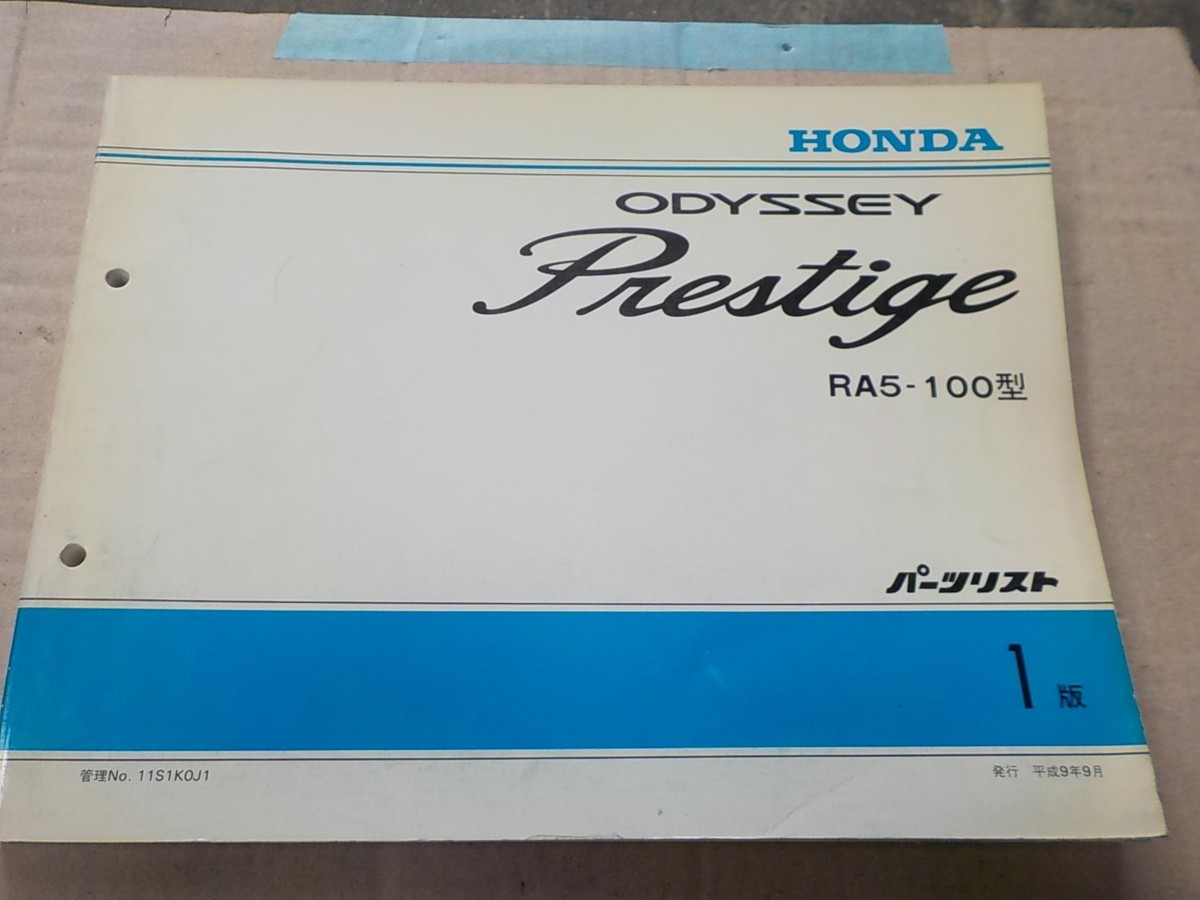 HONDA
ODYSSEY
Prestige
RA5-100型
パーツリスト
1版
管理No. 11S1K0J1
発行 平成9年9月